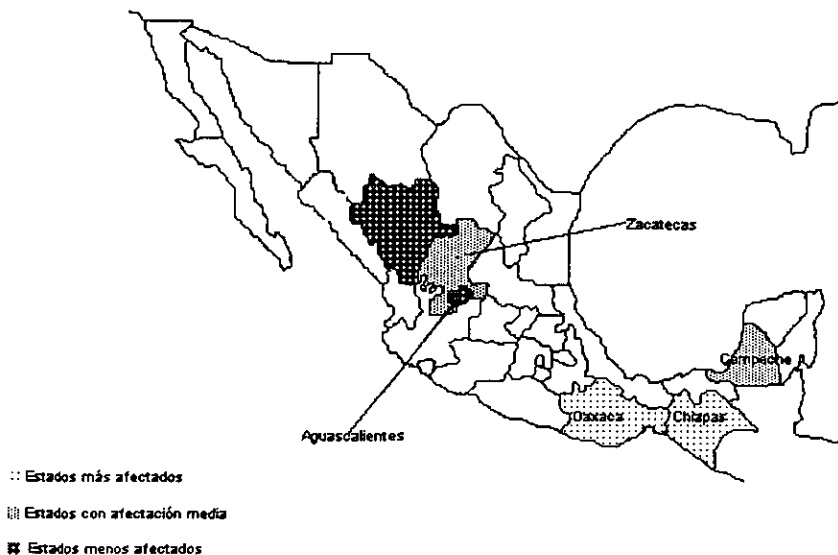 Zacatecas
Campeche
Oaxaca
Chiapas
Aguascalientes
Estados más afectados
Estados con afectación media
Estados menos afectados